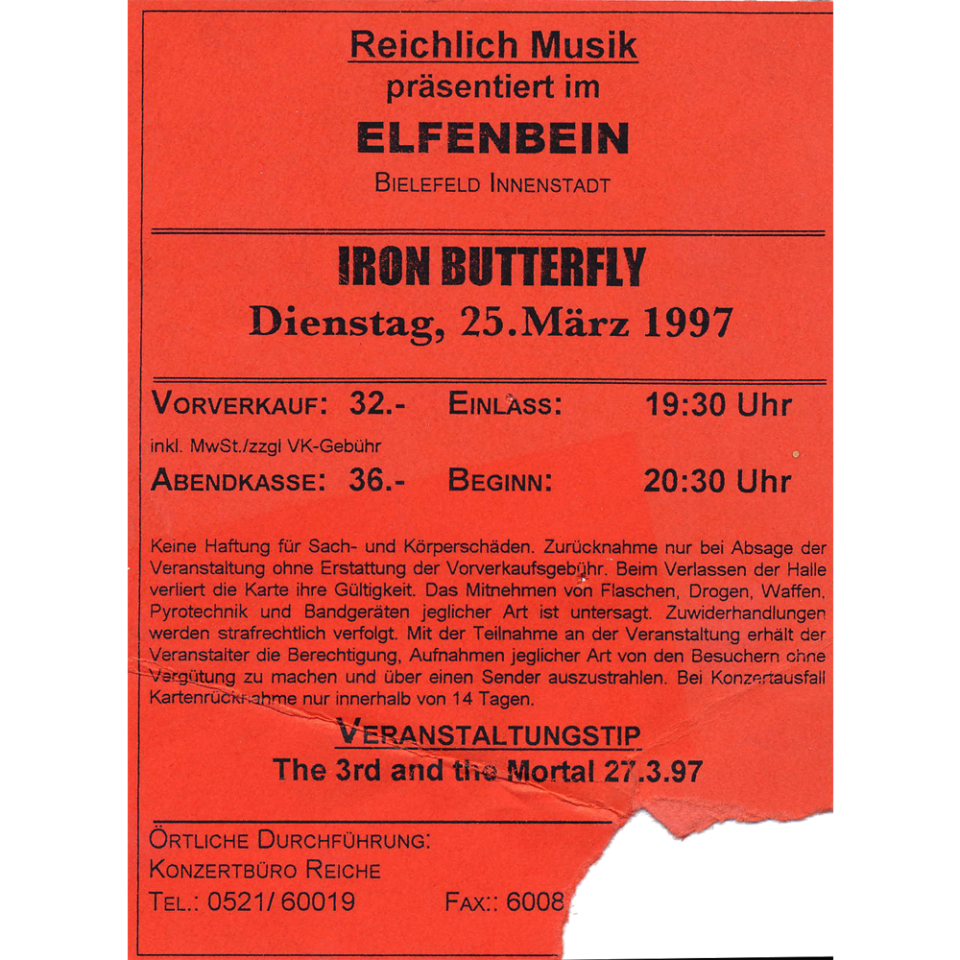 Reichlich Musik
präsentiert im
ELFENBEIN
BIELEFELD INNENSTADT
IRON BUTTERFLY
Dienstag, 25.März 1997
VORVERKAUF: 32.- EINLASS: 19:30 Uhr
inkl. MwSt./zzgl VK-Gebühr
ABENDKASSE: 36.- BEGINN: 20:30 Uhr
Keine Haftung für Sach- und Körperschäden. Zurücknahme nur bei Absage der
Veranstaltung ohne Erstattung der Vorverkaufsgebühr. Beim Verlassen der Halle
verliert die Karte ihre Gültigkeit. Das Mitnehmen von Flaschen, Drogen, Waffen,
Pyrotechnik und Bandgeräten jeglicher Art ist untersagt. Zuwiderhandlungen
werden strafrechtlich verfolgt. Mit der Teilnahme an der Veranstaltung erhält der
Veranstalter die Berechtigung, Aufnahmen jeglicher Art von den Besuchern ohne
Vergütung zu machen und über einen Sender auszustrahlen. Bei Konzertausfall
Kartenrücknahme nur innerhalb von 14 Tagen.
VERANSTALTUNGSTIP
The 3rd and the Mortal 27.3.97
ÖRTLICHE DURCHFÜHRUNG:
KONZERTBÜRO REICHE
TEL.: 0521/ 60019 FAX:: 6008